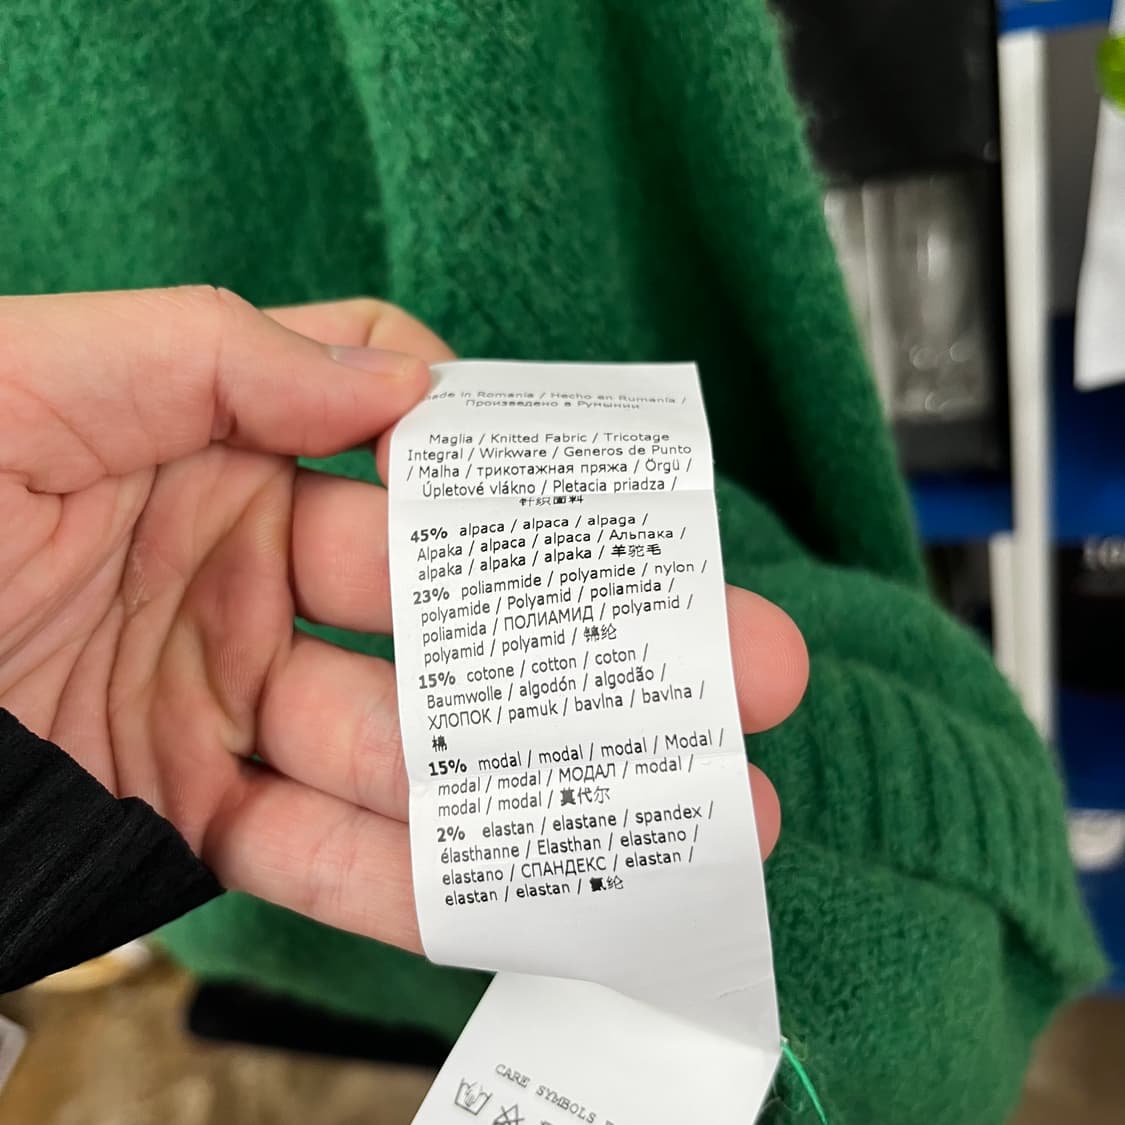 ade in Romania / Hecho en Rumania /
Произведено в Румынии
Maglia / Knitted Fabric / Tricotage
Integral / Wirkware / Generos de Punto
/ Malha / трикотажная пряжа / Örgü /
Úpletové vlákno / Pletacia priadza /
针织面料
45% alpaca / alpaca / alpaga /
Alpaka / alpaca / alpaca / Альпака /
alpaka / alpaka / alpaka / 羊驼毛
23% poliammide / polyamide / nylon /
polyamide / Polyamid / poliamida /
poliamida / ПОЛИАМИД / polyamid /
polyamid / polyamid / 锦纶
15% cotone / cotton / coton /
Baumwolle / algodón / algodão /
ХЛОПОК / pamuk / bavlna / bavlna /
棉
15% modal / modal / modal / Modal /
modal / modal / МОДАЛ / modal /
modal / modal / 莫代尔
2% elastan / elastane / spandex /
élasthanne / Elasthan / elastano /
elastano / СПАНДЕКС / elastan /
elastan / elastan / 氨纶
CARE SYMBOLS